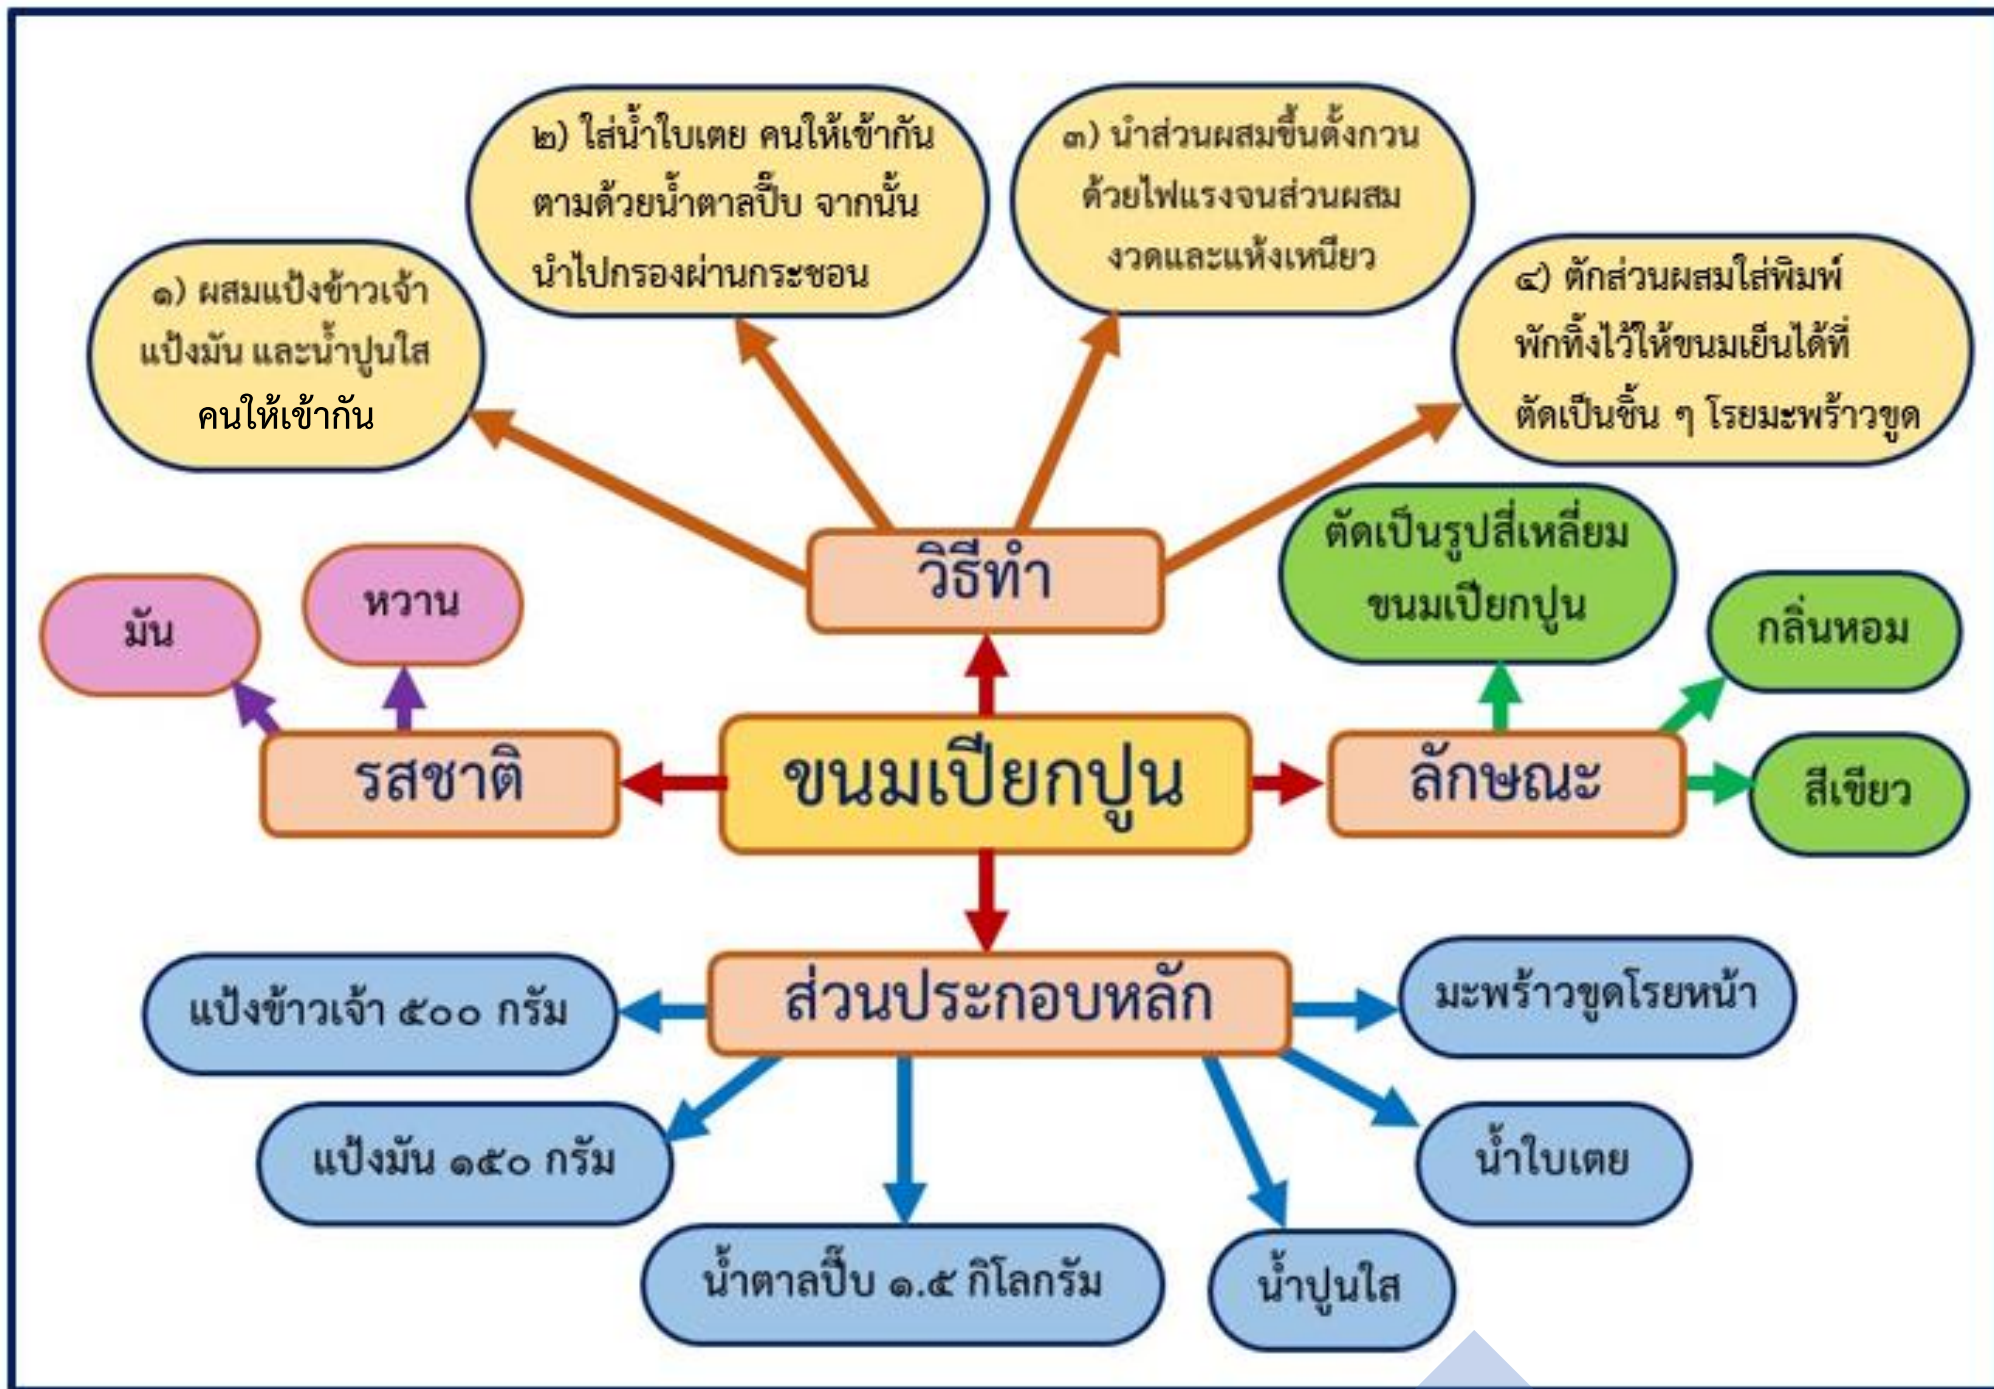 ๒) ใส่น้ำใบเตย คนให้เข้ากัน
ตามด้วยน้ำตาลปี๊บ จากนั้น
นำไปกรองผ่านกระชอน
๓) นำส่วนผสมขึ้นตั้งกวน
ด้วยไฟแรงจนส่วนผสม
งวดและแห้งเหนียว
๑) ผสมแป้งข้าวเจ้า
แป้งมัน และน้ำปูนใส
คนให้เข้ากัน
๔) ตักส่วนผสมใส่พิมพ์
พักทิ้งไว้ให้ขนมเย็นได้ที่
ตัดเป็นชิ้น ๆ โรยมะพร้าวขูด
วิธีทำ
ตัดเป็นรูปสี่เหลี่ยม
ขนมเปียกปูน
มัน
หวาน
กลิ่นหอม
รสชาติ
ขนมเปียกปูน
ลักษณะ
สีเขียว
ส่วนประกอบหลัก
แป้งข้าวเจ้า ๕๐๐ กรัม
มะพร้าวขูดโรยหน้า
แป้งมัน ๑๕๐ กรัม
น้ำใบเตย
น้ำตาลปี๊บ ๑.๕ กิโลกรัม
น้ำปูนใส